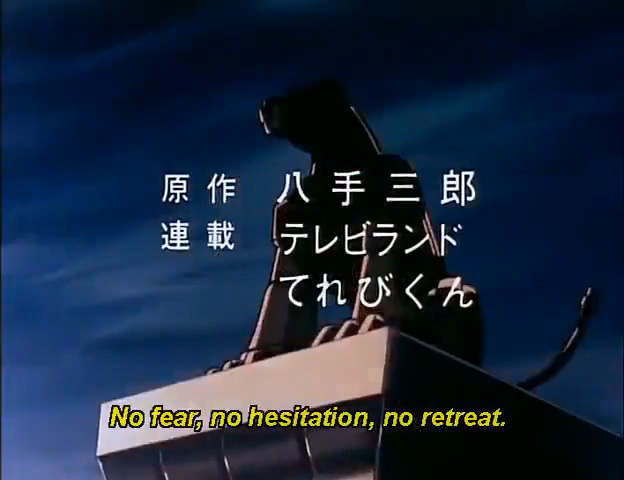 原作 八手三郎
連載 テレビランド
てれびくん
No fear, no hesitation, no retreat.